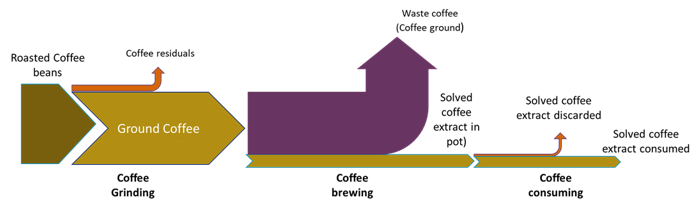 Waste coffee
(Coffee ground)
Roasted Coffee
beans
Coffee residuals
Ground Coffee
Solved
coffee
extract in
pot)
Solved coffee
extract discarded
Solved coffee
extract consumed
Coffee
Grinding
Coffee
brewing
Coffee
consuming